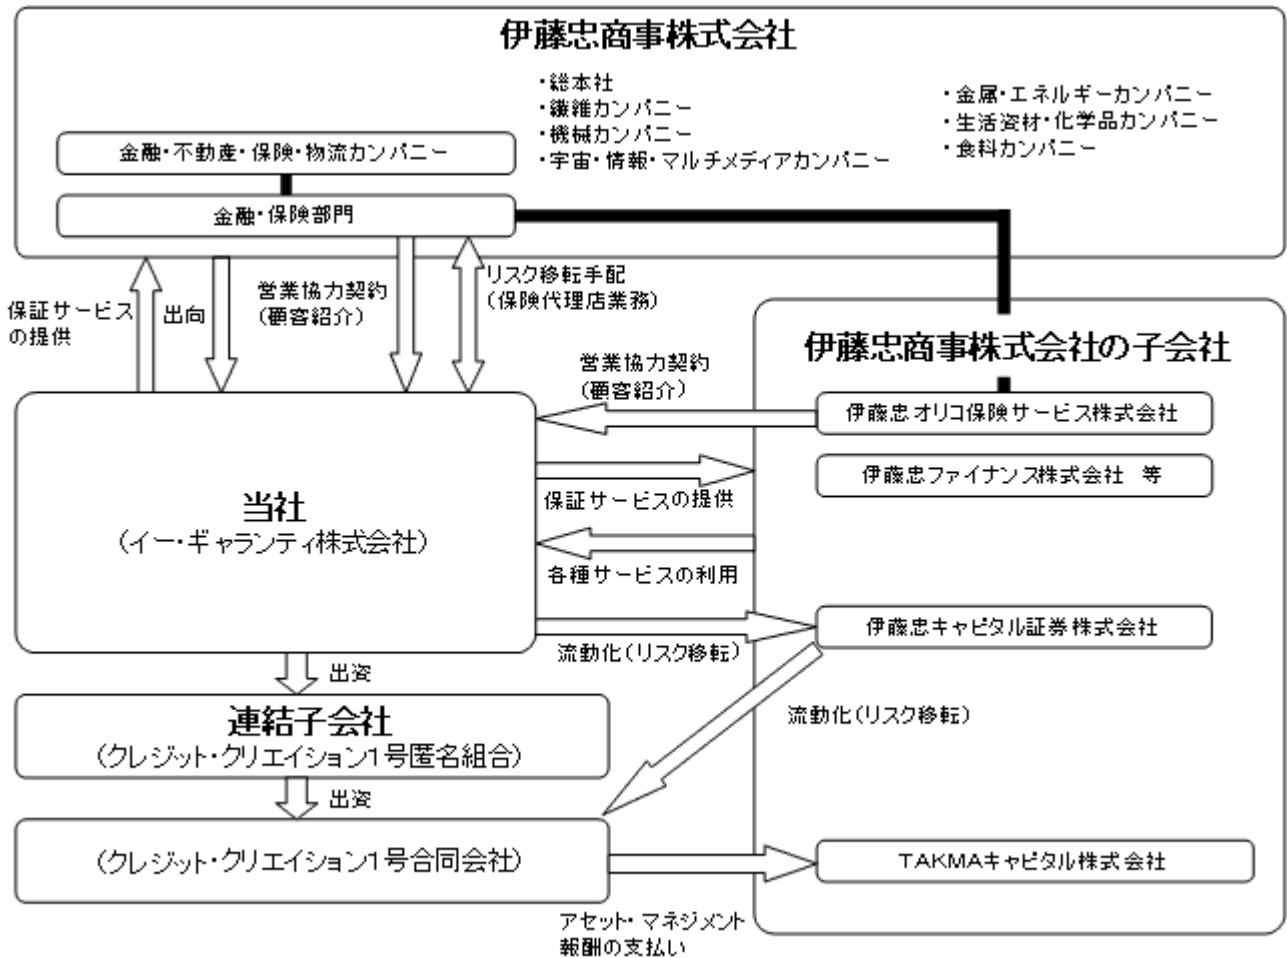 伊藤忠商事株式会社
・総本社
・繊維カンパニー
・機械カンパニー
・宇宙・情報・マルチメディアカンパニー
・金属・エネルギーカンパニー
・生活資材・化学品カンパニー
・食料カンパニー
金融・不動産・保険・物流カンパニー
金融・保険部門
保証サービス
の提供
出向
営業協力契約
(顧客紹介)
リスク移転手配
(保険代理店業務)
伊藤忠商事株式会社の子会社
営業協力契約
(顧客紹介)
伊藤忠オリコ保険サービス株式会社
伊藤忠ファイナンス株式会社 等
保証サービスの提供
当社
(イー・ギャランティ株式会社)
各種サービスの利用
伊藤忠キャピタル証券株式会社
流動化(リスク移転)
出資
連結子会社
(クレジット・クリエイション1号匿名組合)
流動化(リスク移転)
出資
(クレジット・クリエイション1号合同会社)
TAKMAキャピタル株式会社
アセット・マネジメント
報酬の支払い